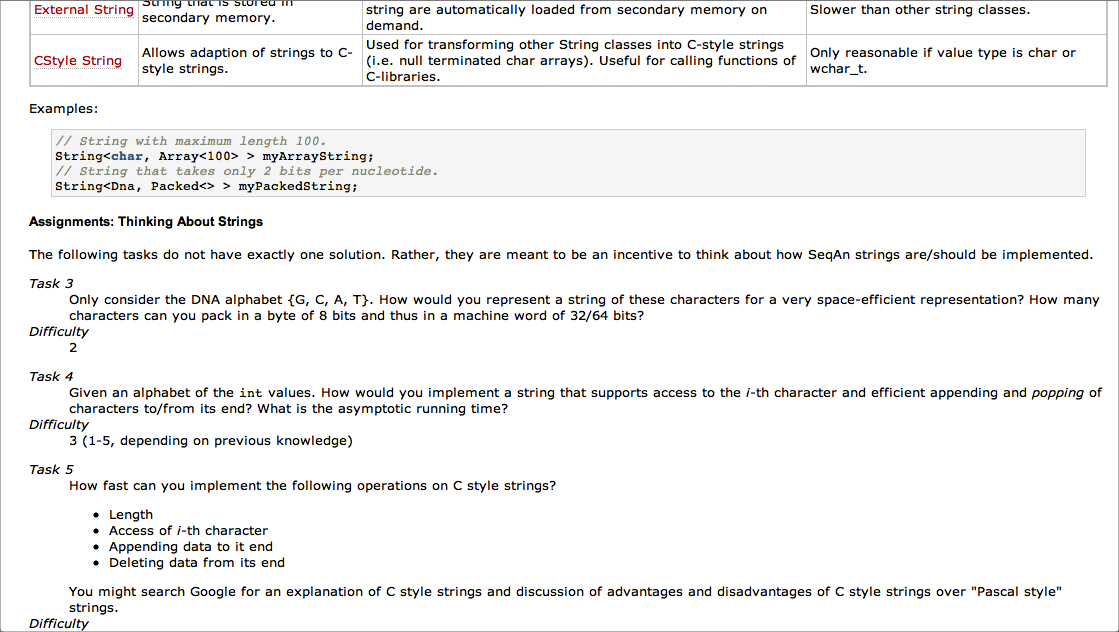 External String
String that is stored in
secondary memory.
string are automatically loaded from secondary memory on
demand.
Slower than other string classes.
CStyle String
Allows adaption of strings to C-
style strings.
Used for transforming other String classes into C-style strings
(i.e. null terminated char arrays). Useful for calling functions of
C-libraries.
Only reasonable if value type is char or
wchar_t.
Examples:
// String with maximum length 100.
String<char, Array<100> > myArrayString;
// String that takes only 2 bits per nucleotide.
String<Dna, Packed<> > myPackedString;
Assignments: Thinking About Strings
The following tasks do not have exactly one solution. Rather, they are meant to be an incentive to think about how SeqAn strings are/should be implemented.
Task 3
Only consider the DNA alphabet {G, C, A, T}. How would you represent a string of these characters for a very space-efficient representation? How many
characters can you pack in a byte of 8 bits and thus in a machine word of 32/64 bits?
Difficulty
2
Task 4
Given an alphabet of the int values. How would you implement a string that supports access to the i-th character and efficient appending and popping of
characters to/from its end? What is the asymptotic running time?
Difficulty
3 (1-5, depending on previous knowledge)
Task 5
How fast can you implement the following operations on C style strings?
• Length
• Access of i-th character
• Appending data to it end
• Deleting data from its end
You might search Google for an explanation of C style strings and discussion of advantages and disadvantages of C style strings over "Pascal style"
strings.
Difficulty